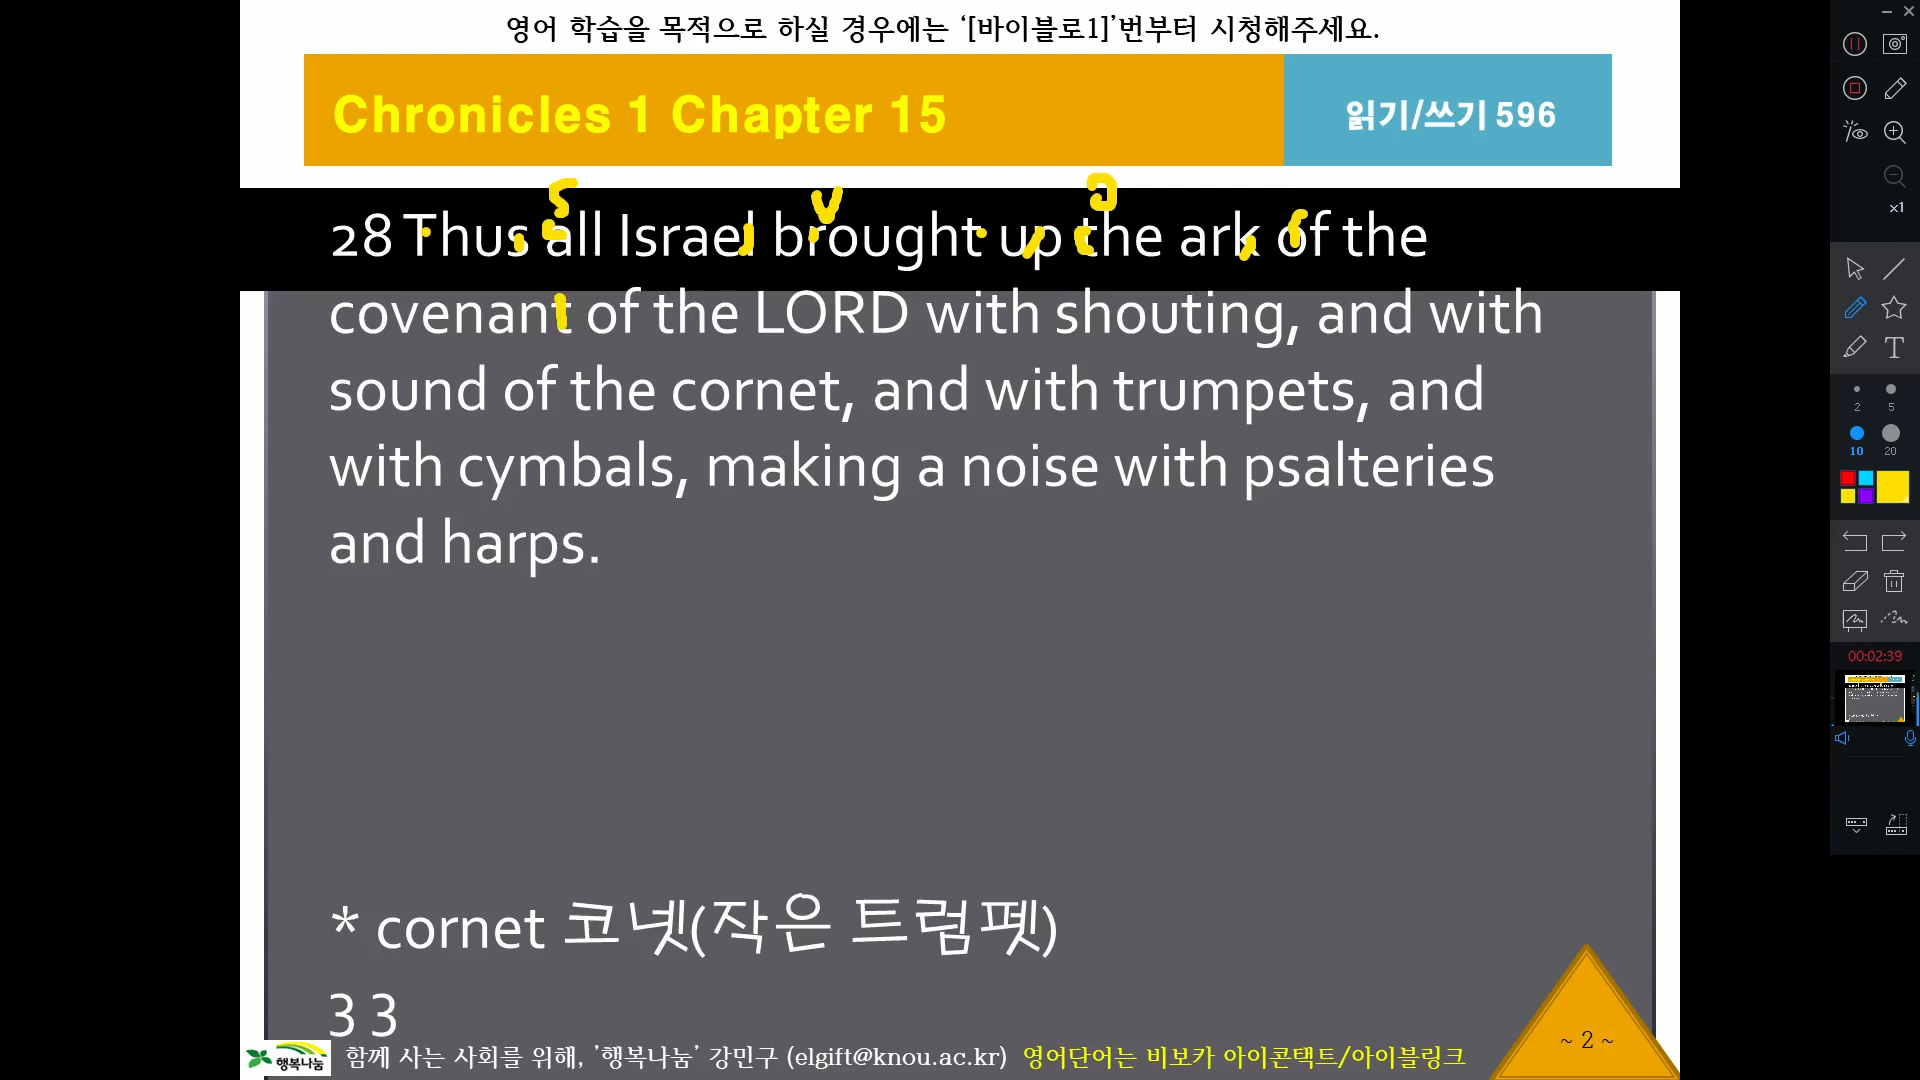 영어 학습을 목적으로 하실 경우에는 ‘[바이블로1]’번부터 시청해주세요.
Chronicles 1 Chapter 15
읽기/쓰기 596
28 Thus all Israel brought up the ark of the
covenant of the LORD with shouting, and with
sound of the cornet, and with trumpets, and
with cymbals, making a noise with psalteries
and harps.
* cornet 코넷(작은 트럼펫)
3 3
~ 2 ~
행복나눔 함께 사는 사회를 위해, ’행복나눔’ 강민구 (elgift@knou.ac.kr) 영어단어는 비보카 아이콘택트/아이블링크
x1
2 5
10 20
00:02:39